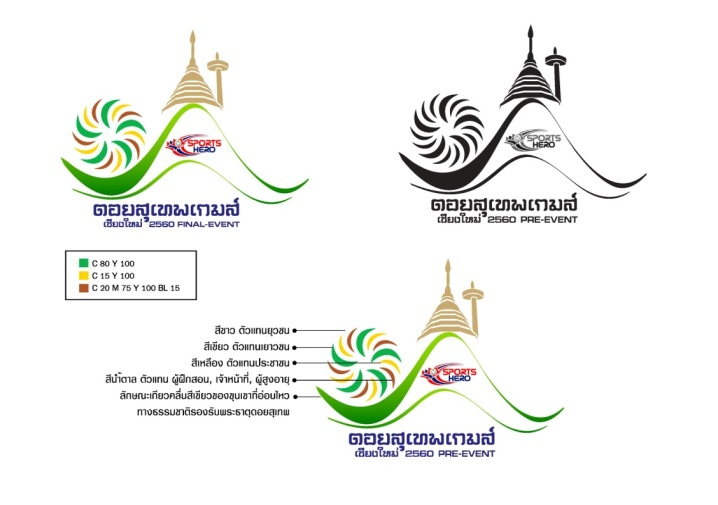 SPORTS
HERO
ดอยสุเทพเกมส์
เชียงใหม่ 2560 FINAL-EVENT
SPORTS
HERO
ดอยสุเทพเกมส์
เชียงใหม่ 2560 PRE-EVENT
C 80 Y 100
C 15 Y 100
C 20 M 75 Y 100 BL 15
สีขาว ตัวแทนยุวชน
สีเขียว ตัวแทนเยาวชน
สีเหลือง ตัวแทนประชาชน
สีน้ำตาล ตัวแทน ผู้ฝึกสอน, เจ้าหน้าที่, ผู้สูงอายุ
ลักษณะเกียวคลื่นสีเขียวของขุนเขาที่อ่อนไหว
ทางธรรมชาติรองรับพระธาตุดอยสุเทพ
SPORTS
HERO
ดอยสุเทพเกมส์
เชียงใหม่ 2560 PRE-EVENT